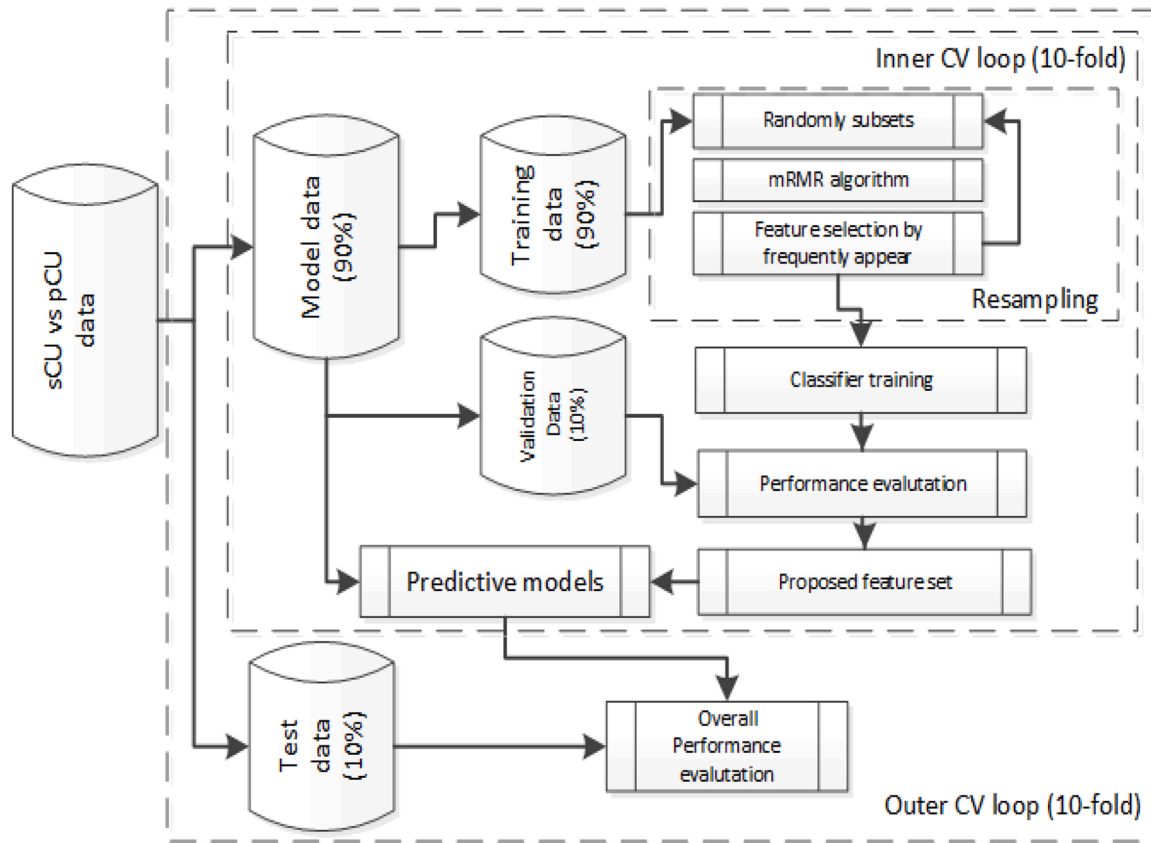 Inner CV loop (10-fold)
Randomly subsets
mRMR algorithm
Feature selection by
frequently appear
Resampling
sCU vs pCU
data
Model data
(90%)
Training
data
(90%)
Validation
Data
(10%)
Classifier training
Performance evalutation
Proposed feature set
Predictive models
Test
data
(10%)
Overall
Performance
evalutation
Outer CV loop (10-fold)